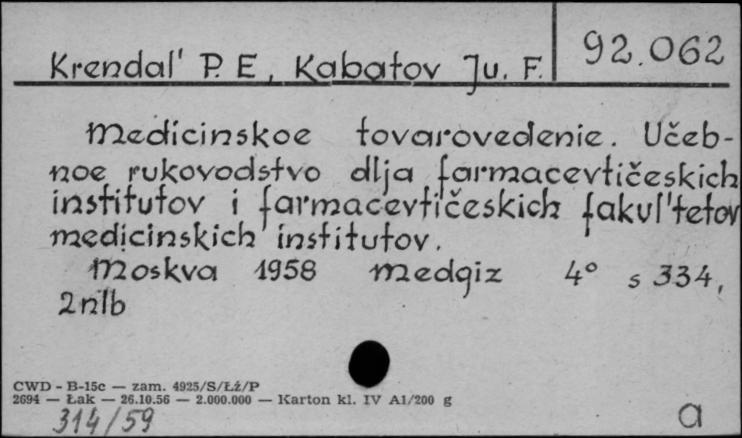 92.062
Krendal' P. E, Kabatov Ju. F.
Medicinskoe tovarovedenie. Učeb-
noe rukovodstvo dlja farmacevtičeskich
institutov i farmacevtičeskich fakul'tetov
medicinskich institutov.
Moskva 1958 Medgiz 4° s 334,
2nlb
CWD - B-15c — zam. 4925/S/Łź/P
2694 — Łak — 26.10.56 — 2.000.000 — Karton kl. IV A1/200 g
314/59
a